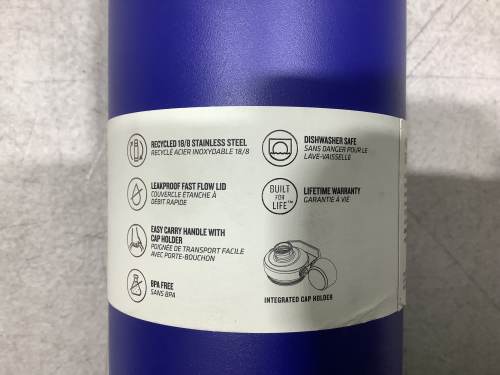 RECYCLED 18/8 STAINLESS STEEL
RECYCLÉ ACIER INOXYDABLE 18/8
LEAKPROOF FAST FLOW LID
COUVERCLE ÉTANCHE À
DÉBIT RAPIDE
EASY CARRY HANDLE WITH
CAP HOLDER
POIGNÉE DE TRANSPORT FACILE
AVEC PORTE-BOUCHON
BPA FREE
SANS BPA
DISHWASHER SAFE
SANS DANGER POUR LE
LAVE-VAISSELLE
BUILT
FOR
LIFE™
LIFETIME WARRANTY
GARANTIE À VIE
INTEGRATED CAP HOLDER